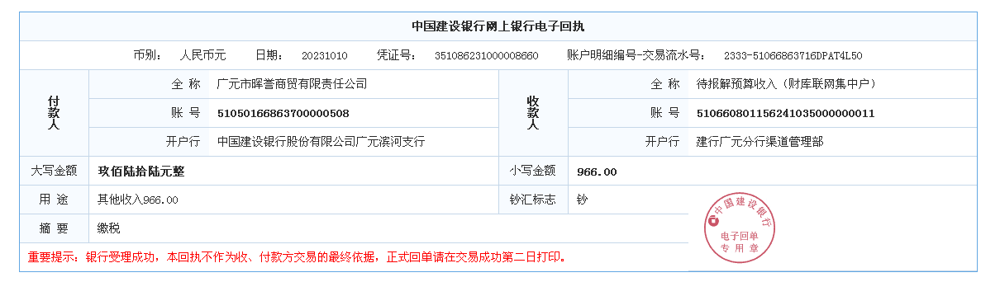 中国建设银行网上银行电子回执
币别: 人民币元 日期: 20231010 凭证号: 351086231000008660 账户明细编号-交易流水号: 2333-51066863716DPAT4L50
付款人 全 称 广元市晖誉商贸有限责任公司 收款人 全 称 待报解预算收入（财库联网集中户）
账 号 51050166863700000508 账 号 510660801156241035000000011
开户行 中国建设银行股份有限公司广元滨河支行 开户行 建行广元分行渠道管理部
大写金额 玖佰陆拾陆元整 小写金额 966.00
用 途 其他收入966.00 钞汇标志 钞
摘 要 缴税
中国建设银行
电子回单
专用章
重要提示: 银行受理成功，本回执不作为收、付款方交易的最终依据，正式回单请在交易成功第二日打印。